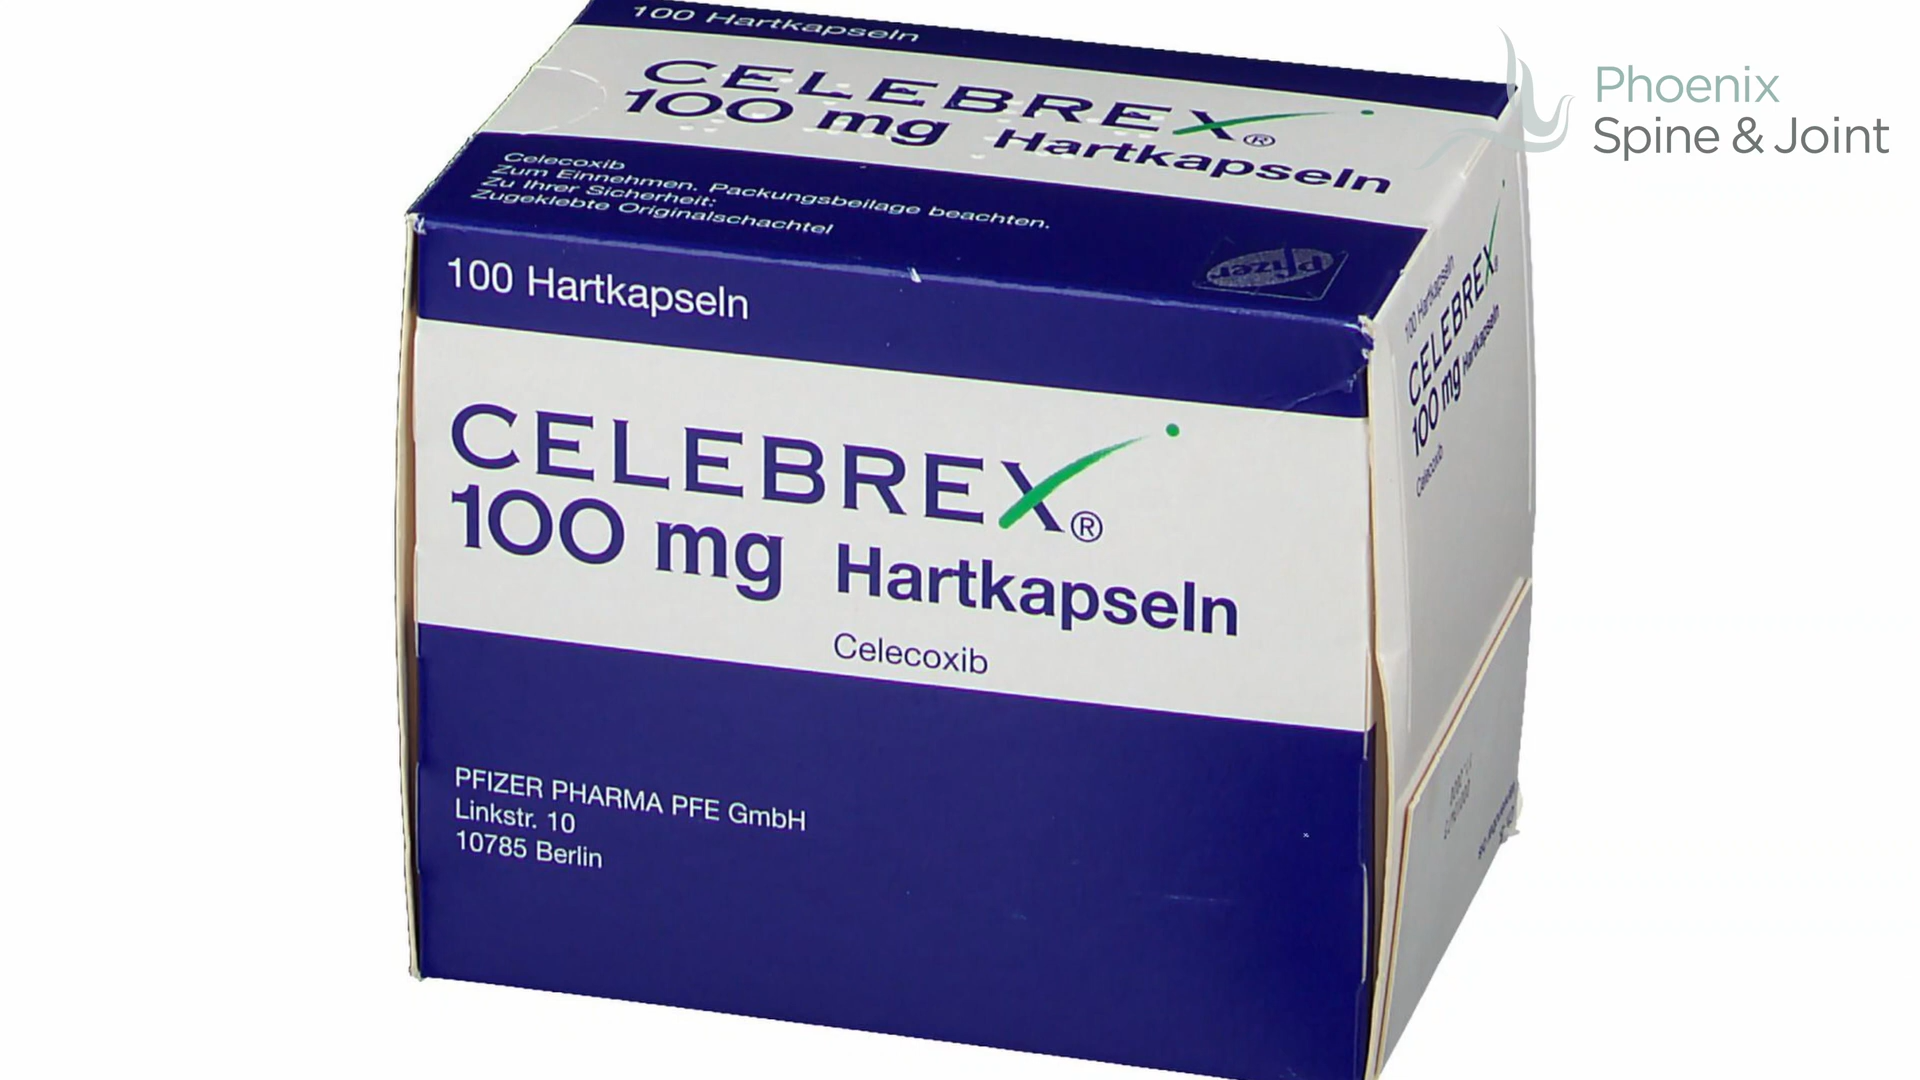 100 Hartkapseln
CELEBREX®
100 mg Hartkapseln
Celecoxib
Zum Einnehmen. Packungsbeilage beachten.
Zu Ihrer Sicherheit:
Zugeklebte Originalschachtel
Pfizer
100 Hartkapseln
CELEBREX®
100 mg Hartkapseln
Celecoxib
PFIZER PHARMA PFE GmbH
Linkstr. 10
10785 Berlin
100 Hartkapseln
CELEBREX®
100 mg Hartkapseln
Celecoxib
Phoenix
Spine & Joint